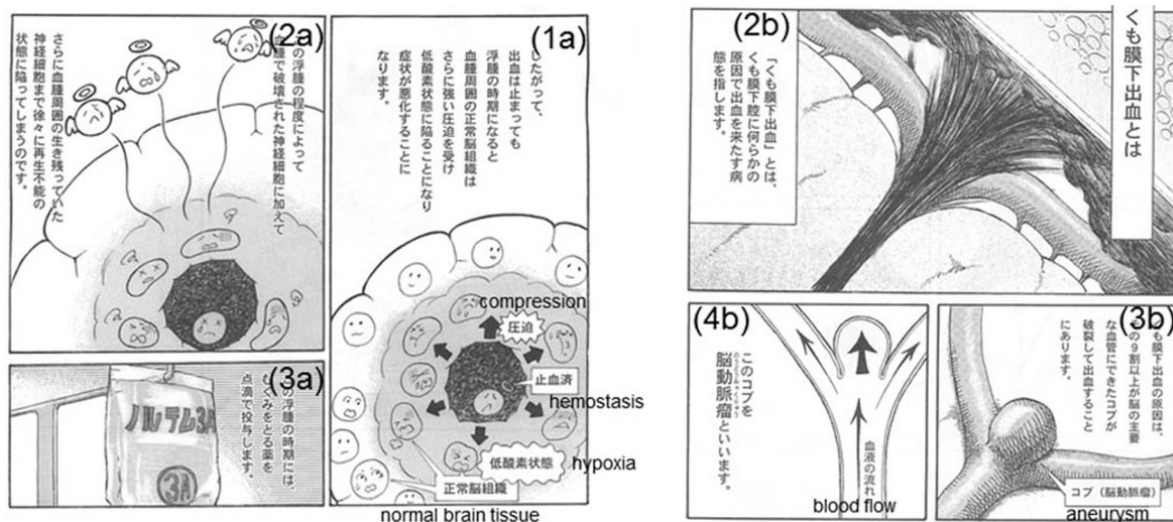 (1a)
したがって、
出血は止まっても
浮腫の時期になると
血腫周囲の正常脳組織は
さらに強い圧迫を受け
低酸素状態に陥ることになり
症状が悪化することに
なります。
compression
圧迫
止血済
hemostasis
低酸素状態
hypoxia
正常脳組織
normal brain tissue
(2a)
の浮腫の程度によって
腫で破壊された神経細胞に加えて
さらに血腫周囲の生き残っていた
神経細胞まで徐々に再生不能の
状態に陥ってしまうのです。
(3a)
の浮腫の時期には、
むくみをとる薬を
点滴で投与します。
ノルテム3A
3A
(2b)
くも膜下出血とは
「くも膜下出血」とは、
くも膜下腔に何らかの
原因で出血を来たす病
態を指します。
(3b)
も膜下出血の原因は、
の9割以上が脳の主要
な血管にできたコブが
破裂して出血すること
にあります。
コブ（脳動脈瘤）
aneurysm
(4b)
このコブを
のうどうみゃくりゅう
脳動脈瘤といいます。
血液の流れ
blood flow